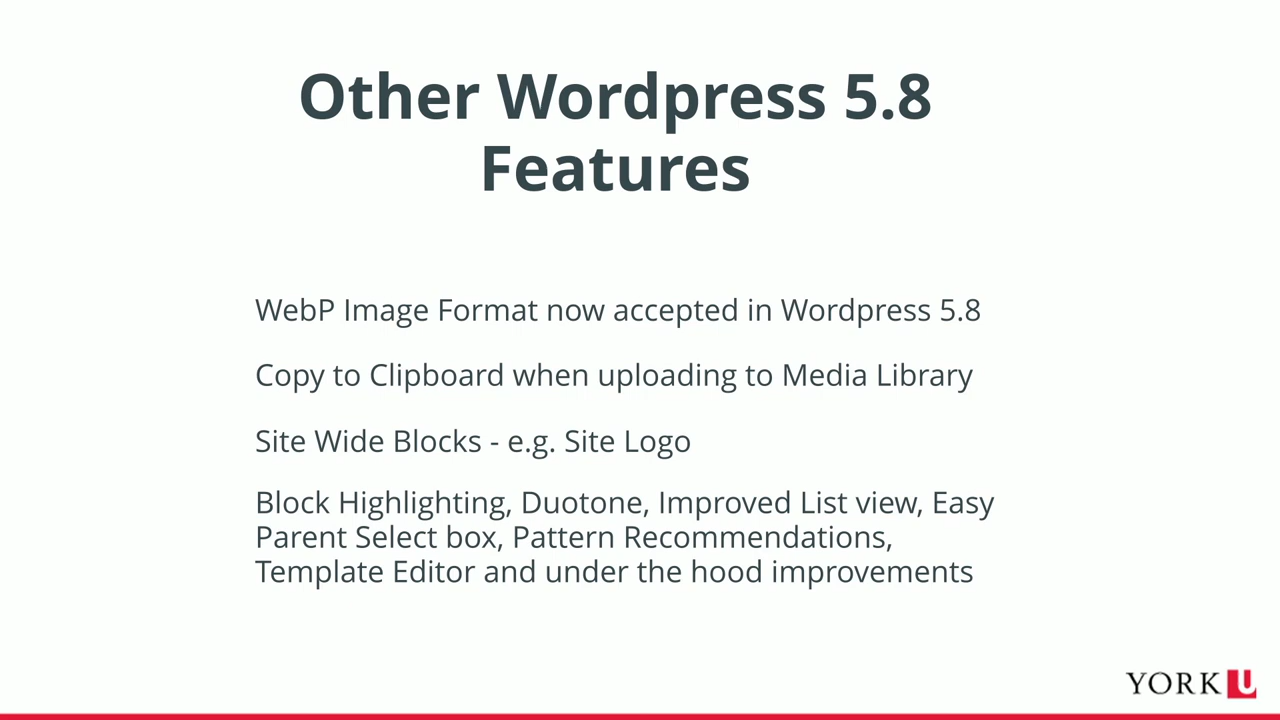 Other Wordpress 5.8
Features
WebP Image Format now accepted in Wordpress 5.8
Copy to Clipboard when uploading to Media Library
Site Wide Blocks - e.g. Site Logo
Block Highlighting, Duotone, Improved List view, Easy
Parent Select box, Pattern Recommendations,
Template Editor and under the hood improvements
YORK U